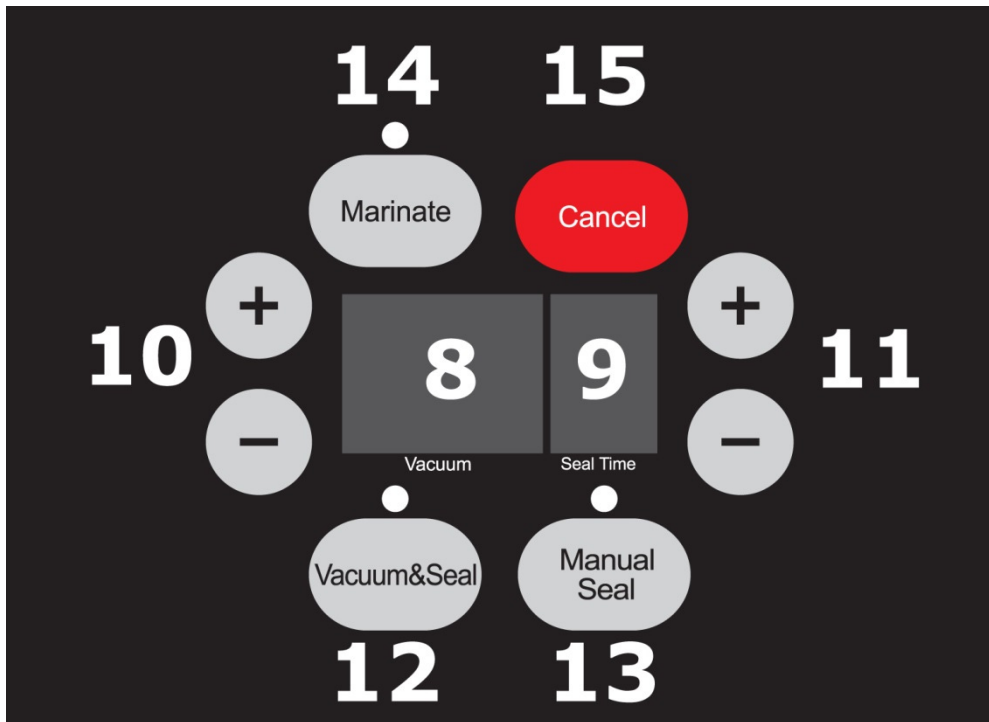 14 15
Marinate Cancel
+ +
10 8 9 11
− −
Vacuum Seal Time
Vacuum&Seal Manual
Seal
12 13